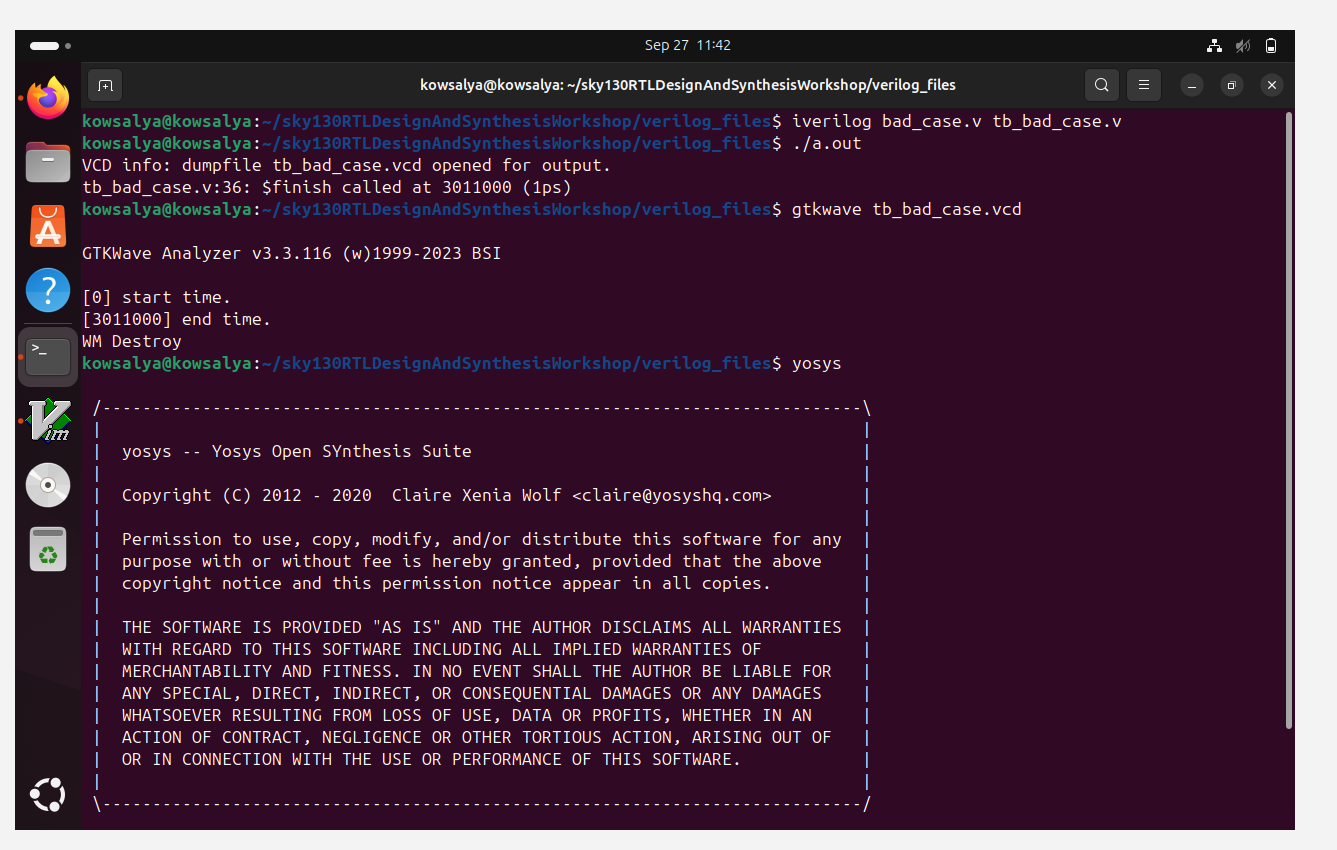 Sep 27 11:42
kowsalya@kowsalya: ~/sky130RTLDesignAndSynthesisWorkshop/verilog_files
kowsalya@kowsalya:~/sky130RTLDesignAndSynthesisWorkshop/verilog_files$ iverilog bad_case.v tb_bad_case.v
kowsalya@kowsalya:~/sky130RTLDesignAndSynthesisWorkshop/verilog_files$ ./a.out
VCD info: dumpfile tb_bad_case.vcd opened for output.
tb_bad_case.v:36: $finish called at 3011000 (1ps)
kowsalya@kowsalya:~/sky130RTLDesignAndSynthesisWorkshop/verilog_files$ gtkwave tb_bad_case.vcd
GTKWave Analyzer v3.3.116 (w)1999-2023 BSI
[0] start time.
[3011000] end time.
WM Destroy
kowsalya@kowsalya:~/sky130RTLDesignAndSynthesisWorkshop/verilog_files$ yosys
/----------------------------------------------------------------------------\
|                                                                            |
|  yosys -- Yosys Open SYnthesis Suite                                       |
|                                                                            |
|  Copyright (C) 2012 - 2020  Claire Xenia Wolf <claire@yosyshq.com>         |
|                                                                            |
|  Permission to use, copy, modify, and/or distribute this software for any  |
|  purpose with or without fee is hereby granted, provided that the above    |
|  copyright notice and this permission notice appear in all copies.         |
|                                                                            |
|  THE SOFTWARE IS PROVIDED "AS IS" AND THE AUTHOR DISCLAIMS ALL WARRANTIES  |
|  WITH REGARD TO THIS SOFTWARE INCLUDING ALL IMPLIED WARRANTIES OF          |
|  MERCHANTABILITY AND FITNESS. IN NO EVENT SHALL THE AUTHOR BE LIABLE FOR   |
|  ANY SPECIAL, DIRECT, INDIRECT, OR CONSEQUENTIAL DAMAGES OR ANY DAMAGES    |
|  WHATSOEVER RESULTING FROM LOSS OF USE, DATA OR PROFITS, WHETHER IN AN     |
|  ACTION OF CONTRACT, NEGLIGENCE OR OTHER TORTIOUS ACTION, ARISING OUT OF   |
|  OR IN CONNECTION WITH THE USE OR PERFORMANCE OF THIS SOFTWARE.            |
|                                                                            |
\----------------------------------------------------------------------------/
Vim